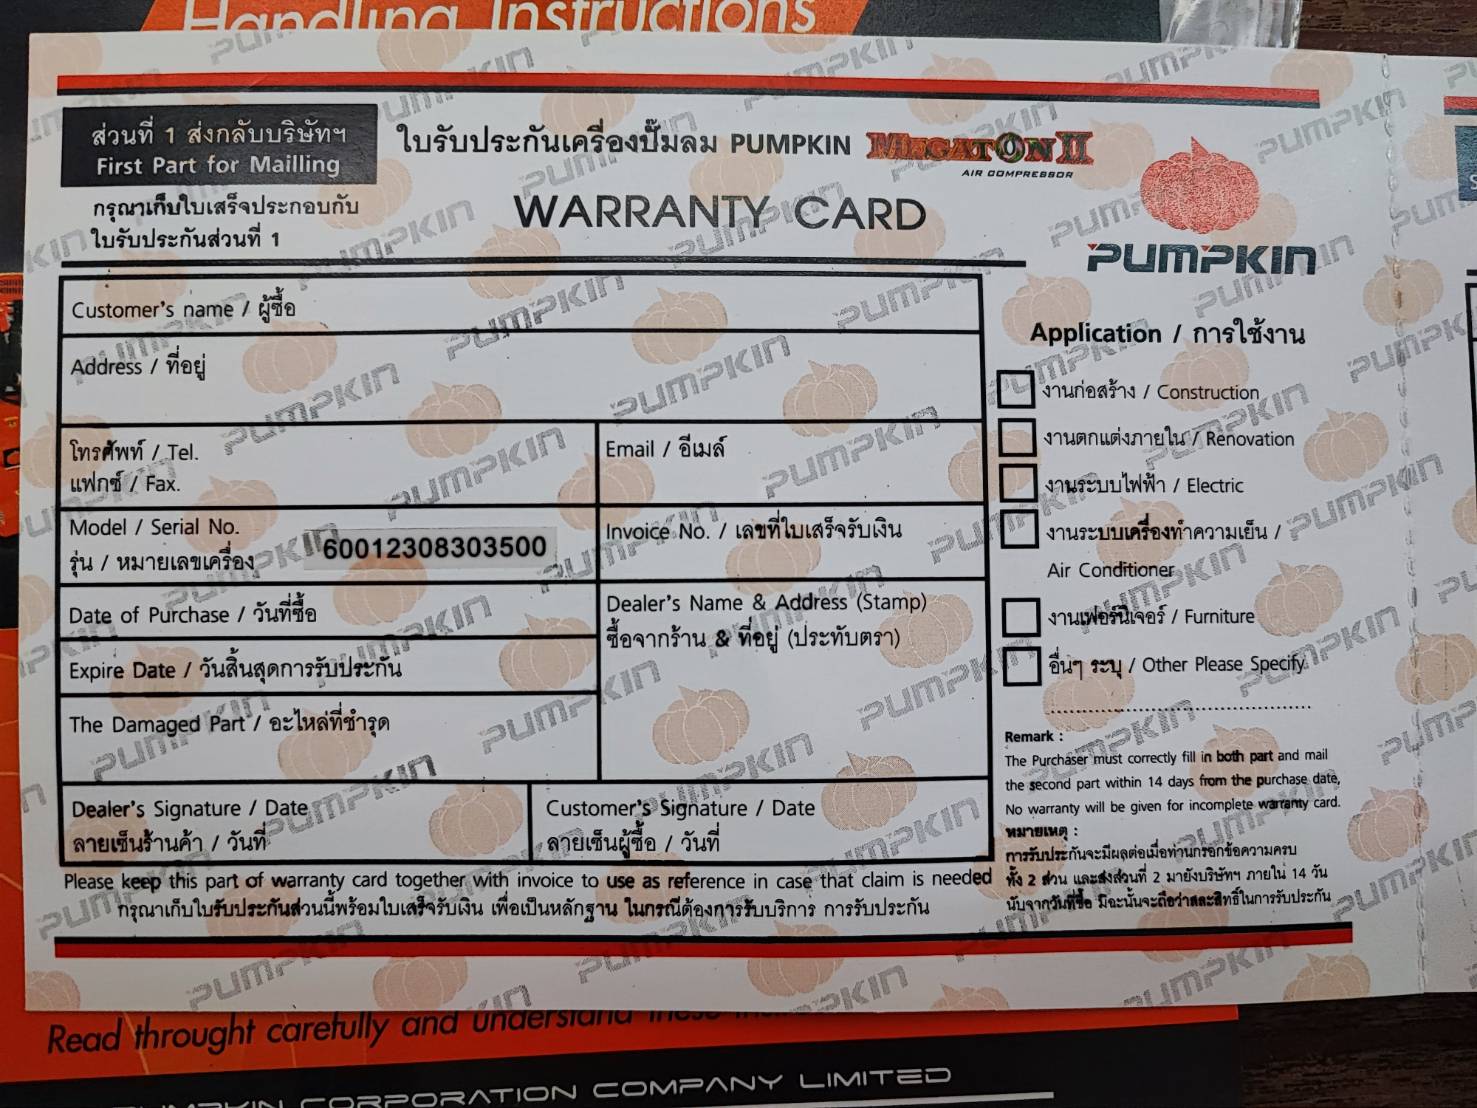 Handling Instructions
ส่วนที่ 1 ส่งกลับบริษัทฯ
First Part for Mailling
กรุณาเก็บใบเสร็จประกอบกับ
ใบรับประกันส่วนที่ 1
ใบรับประกันเครื่องปั๊มลม PUMPKIN MEGATON II
AIR COMPRESSOR
WARRANTY CARD
PUMPKIN
Customer's name / ผู้ซื้อ
Address / ที่อยู่
โทรศัพท์ / Tel.
แฟกซ์ / Fax.
Email / อีเมล์
Model / Serial No.
รุ่น / หมายเลขเครื่อง
60012308303500
Invoice No. / เลขที่ใบเสร็จรับเงิน
Date of Purchase / วันที่ซื้อ
Expire Date / วันสิ้นสุดการรับประกัน
The Damaged Part / อะไหล่ที่ชำรุด
Dealer's Name & Address (Stamp)
ซื้อจากร้าน & ที่อยู่ (ประทับตรา)
Dealer's Signature / Date
ลายเซ็นร้านค้า / วันที่
Customer's Signature / Date
ลายเซ็นผู้ซื้อ / วันที่
Please keep this part of warranty card together with invoice to use as reference in case that claim is needed
กรุณาเก็บใบรับประกันส่วนนี้พร้อมใบเสร็จรับเงิน เพื่อเป็นหลักฐาน ในกรณีต้องการรับบริการ การรับประกัน
Application / การใช้งาน
งานก่อสร้าง / Construction
งานตกแต่งภายใน / Renovation
งานระบบไฟฟ้า / Electric
งานระบบเครื่องทำความเย็น /
Air Conditioner
งานเฟอร์นิเจอร์ / Furniture
อื่นๆ ระบุ / Other Please Specify
Remark :
The Purchaser must correctly fill in both part and mail
the second part within 14 days from the purchase date,
No warranty will be given for incomplete warranty card.
หมายเหตุ :
การรับประกันจะมีผลต่อเมื่อท่านกรอกข้อความครบ
ทั้ง 2 ส่วน และส่งส่วนที่ 2 มายังบริษัทฯ ภายใน 14 วัน
นับจากวันที่ซื้อ มิฉะนั้นจะถือว่าสละสิทธิ์ในการรับประกัน
Read throught carefully and understand these
PUMPKIN CORPORATION COMPANY LIMITED